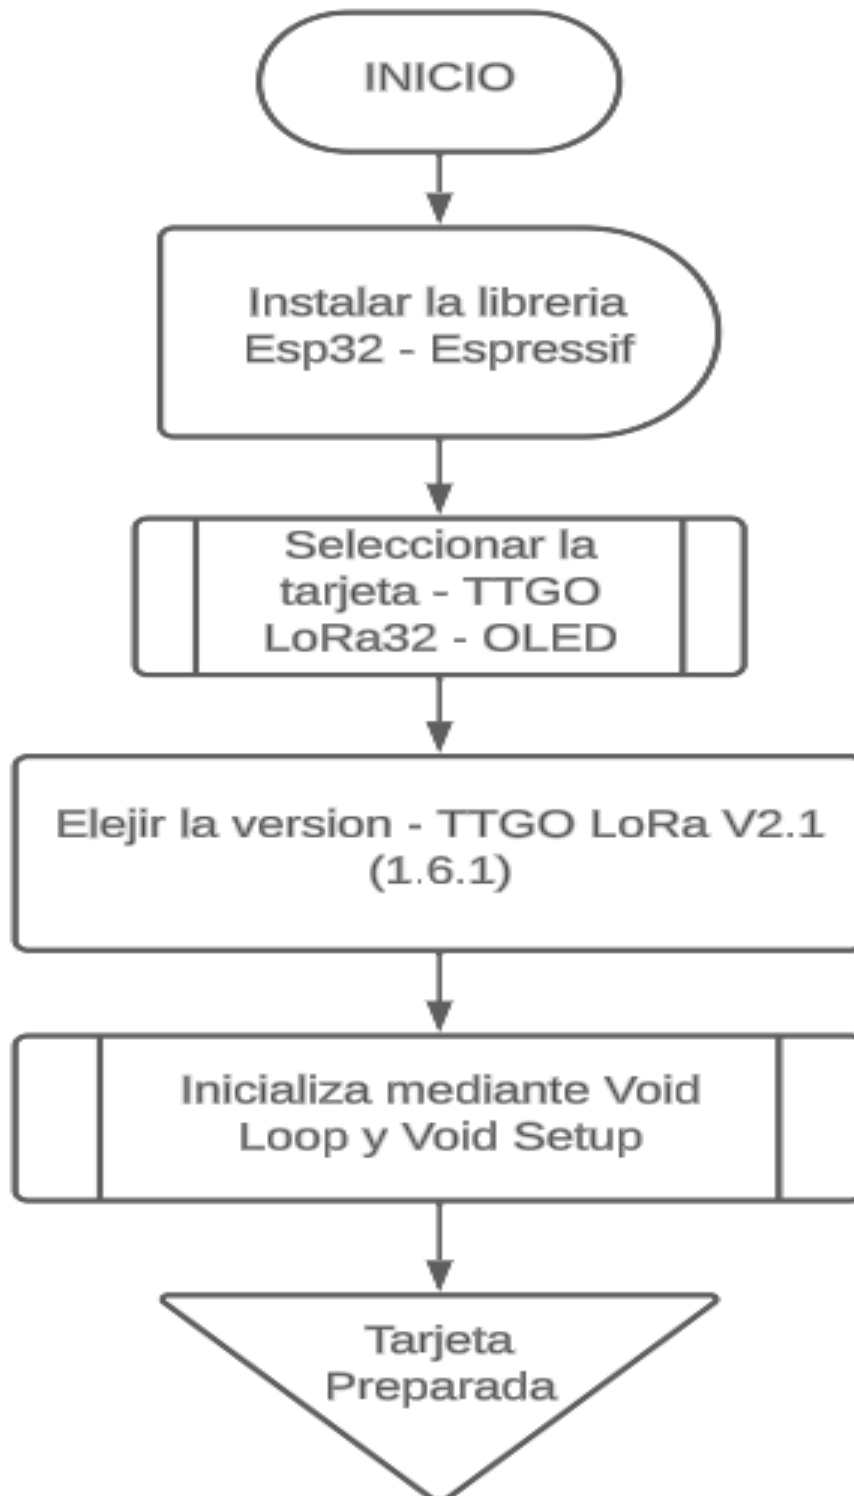 INICIO
Instalar la libreria
Esp32 - Espressif
Seleccionar la
tarjeta - TTGO
LoRa32 - OLED
Elejir la version - TTGO LoRa V2.1
(1.6.1)
Inicializa mediante Void
Loop y Void Setup
Tarjeta
Preparada